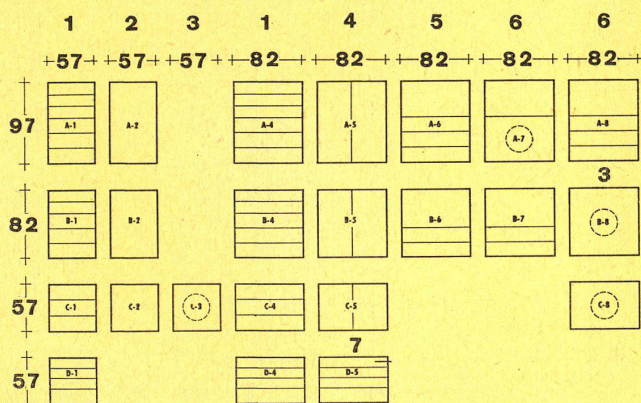 1 2 3 1 4 5 6 6
57 57 57 82 82 82 82 82
97 A-1 A-2 A-4 A-5 A-6 A-7 A-8
3
82 B-1 B-2 B-4 B-5 B-6 B-7 B-8
57 C-1 C-2 C-3 C-4 C-5 C-8
7
57 D-1 D-4 D-5